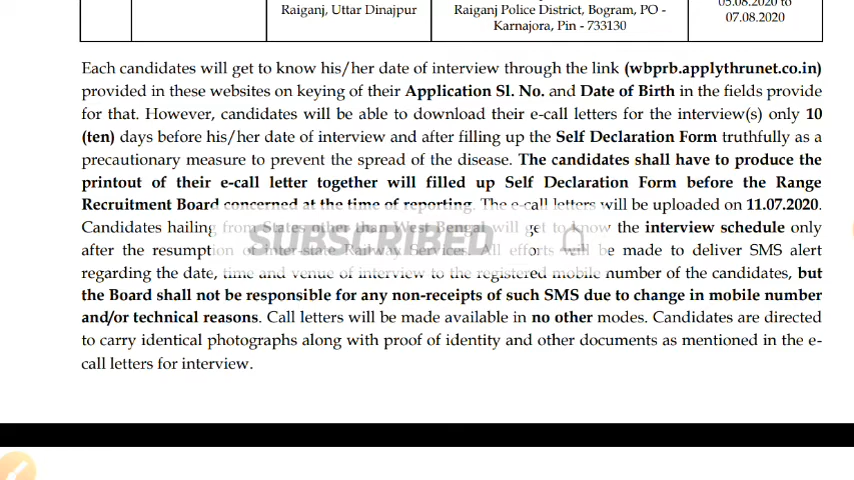 05.08.2020 to
Raiganj, Uttar Dinajpur
Raiganj Police District, Bogram, PO -
07.08.2020
Karnajora, Pin - 733130
Each candidates will get to know his/her date of interview through the link (wbprb.applythrunet.co.in)
provided in these websites on keying of their Application Sl. No. and Date of Birth in the fields provide
for that. However, candidates will be able to download their e-call letters for the interview(s) only 10
(ten) days before his/her date of interview and after filling up the Self Declaration Form truthfully as a
precautionary measure to prevent the spread of the disease. The candidates shall have to produce the
printout of their e-call letter together will filled up Self Declaration Form before the Range
Recruitment Board concerned at the time of reporting. The e-call letters will be uploaded on 11.07.2020.
Candidates hailing from States other than West Bengal will get to know the interview schedule only
after the resumption of inter-state Railway Services. All efforts will be made to deliver SMS alert
SUBSCRIBED
regarding the date, time and venue of interview to the registered mobile number of the candidates, but
the Board shall not be responsible for any non-receipts of such SMS due to change in mobile number
and/or technical reasons. Call letters will be made available in no other modes. Candidates are directed
to carry identical photographs along with proof of identity and other documents as mentioned in the e-
call letters for interview.